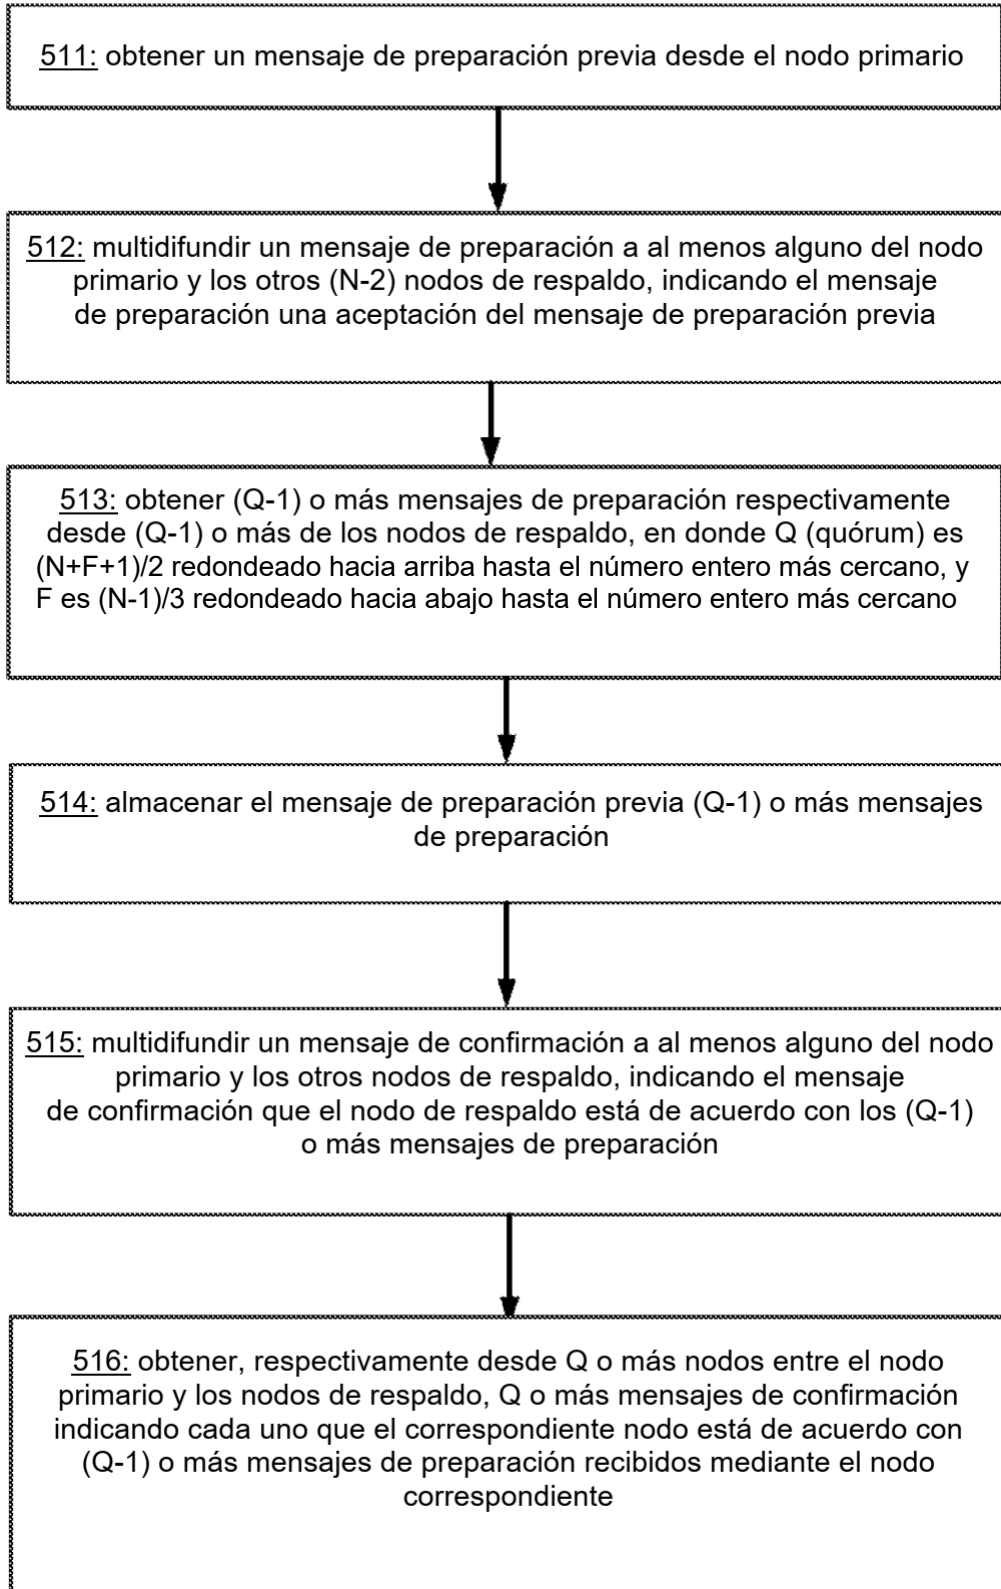 511: obtener un mensaje de preparación previa desde el nodo primario
512: multidifundir un mensaje de preparación a al menos alguno del nodo
primario y los otros (N-2) nodos de respaldo, indicando el mensaje
de preparación una aceptación del mensaje de preparación previa
513: obtener (Q-1) o más mensajes de preparación respectivamente
desde (Q-1) o más de los nodos de respaldo, en donde Q (quórum) es
(N+F+1)/2 redondeado hacia arriba hasta el número entero más cercano, y
F es (N-1)/3 redondeado hacia abajo hasta el número entero más cercano
514: almacenar el mensaje de preparación previa (Q-1) o más mensajes
de preparación
515: multidifundir un mensaje de confirmación a al menos alguno del nodo
primario y los otros nodos de respaldo, indicando el mensaje
de confirmación que el nodo de respaldo está de acuerdo con los (Q-1)
o más mensajes de preparación
516: obtener, respectivamente desde Q o más nodos entre el nodo
primario y los nodos de respaldo, Q o más mensajes de confirmación
indicando cada uno que el correspondiente nodo está de acuerdo con
(Q-1) o más mensajes de preparación recibidos mediante el nodo
correspondiente